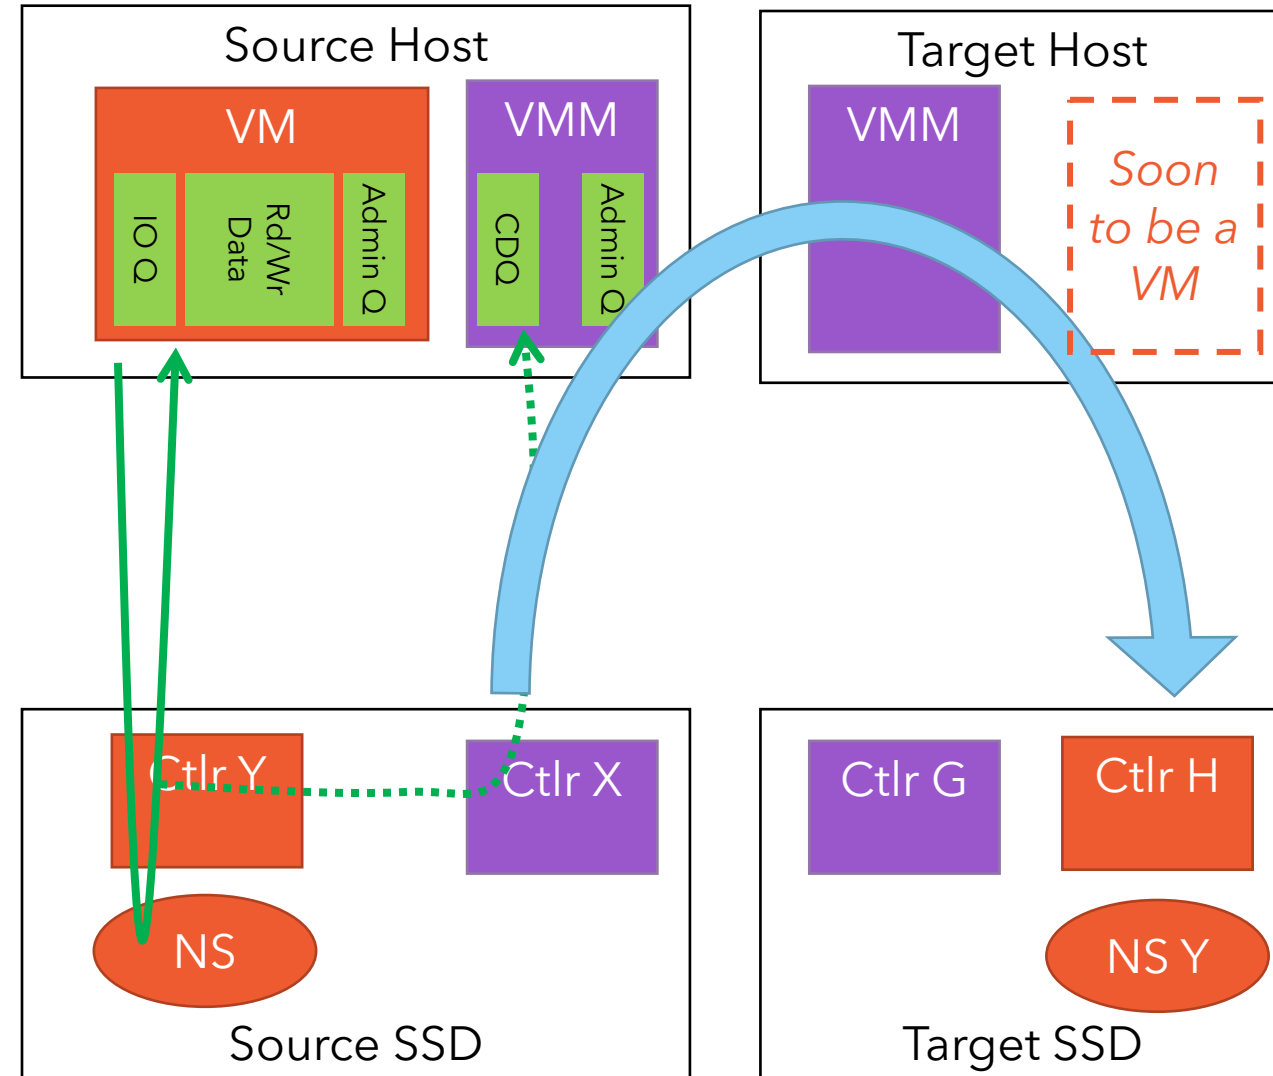 Source Host
VM
IO Q
Rd/Wr
Data
Admin Q
VMM
CDQ
Admin Q
Target Host
VMM
Soon
to be a
VM
Ctlr Y
Ctlr X
NS
Source SSD
Ctlr G
Ctlr H
NS Y
Target SSD